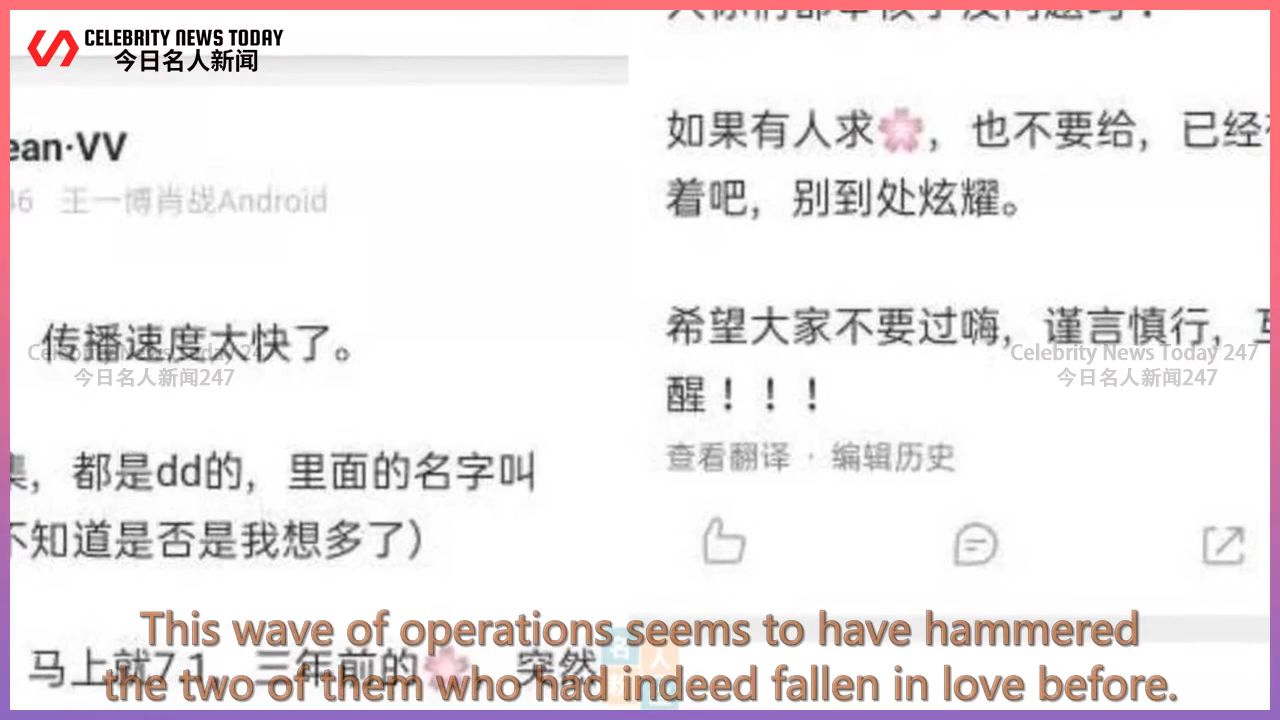 CELEBRITY NEWS TODAY
今日名人新闻
ean·VV
46 王一博肖战Android
传播速度太快了。
Celebrity News Today 24
今日名人新闻247
，都是dd的，里面的名字叫
不知道是否是我想多了）
马上就7.1，三年前的🌸，突然
如果有人求🌸，也不要给，已经
着吧，别到处炫耀。
希望大家不要过嗨，谨言慎行，
Celebrity News Today 247
今日名人新闻247
醒！！！
查看翻译 · 编辑历史
This wave of operations seems to have hammered
the two of them who had indeed fallen in love before.